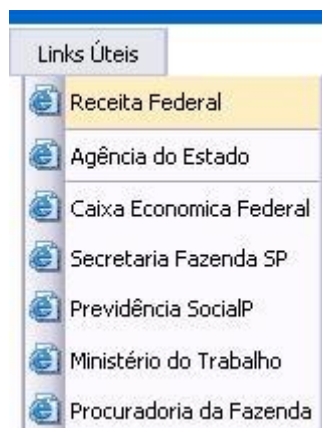 Links Úteis
Receita Federal
Agência do Estado
Caixa Economica Federal
Secretaria Fazenda SP
Previdência SocialP
Ministério do Trabalho
Procuradoria da Fazenda